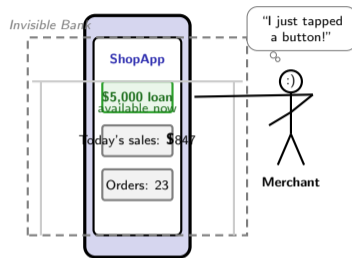 Invisible Bank
ShopApp
$5,000 loan
available now
Today's sales: $847
Orders: 23
“I just tapped
a button!”
:)
Merchant